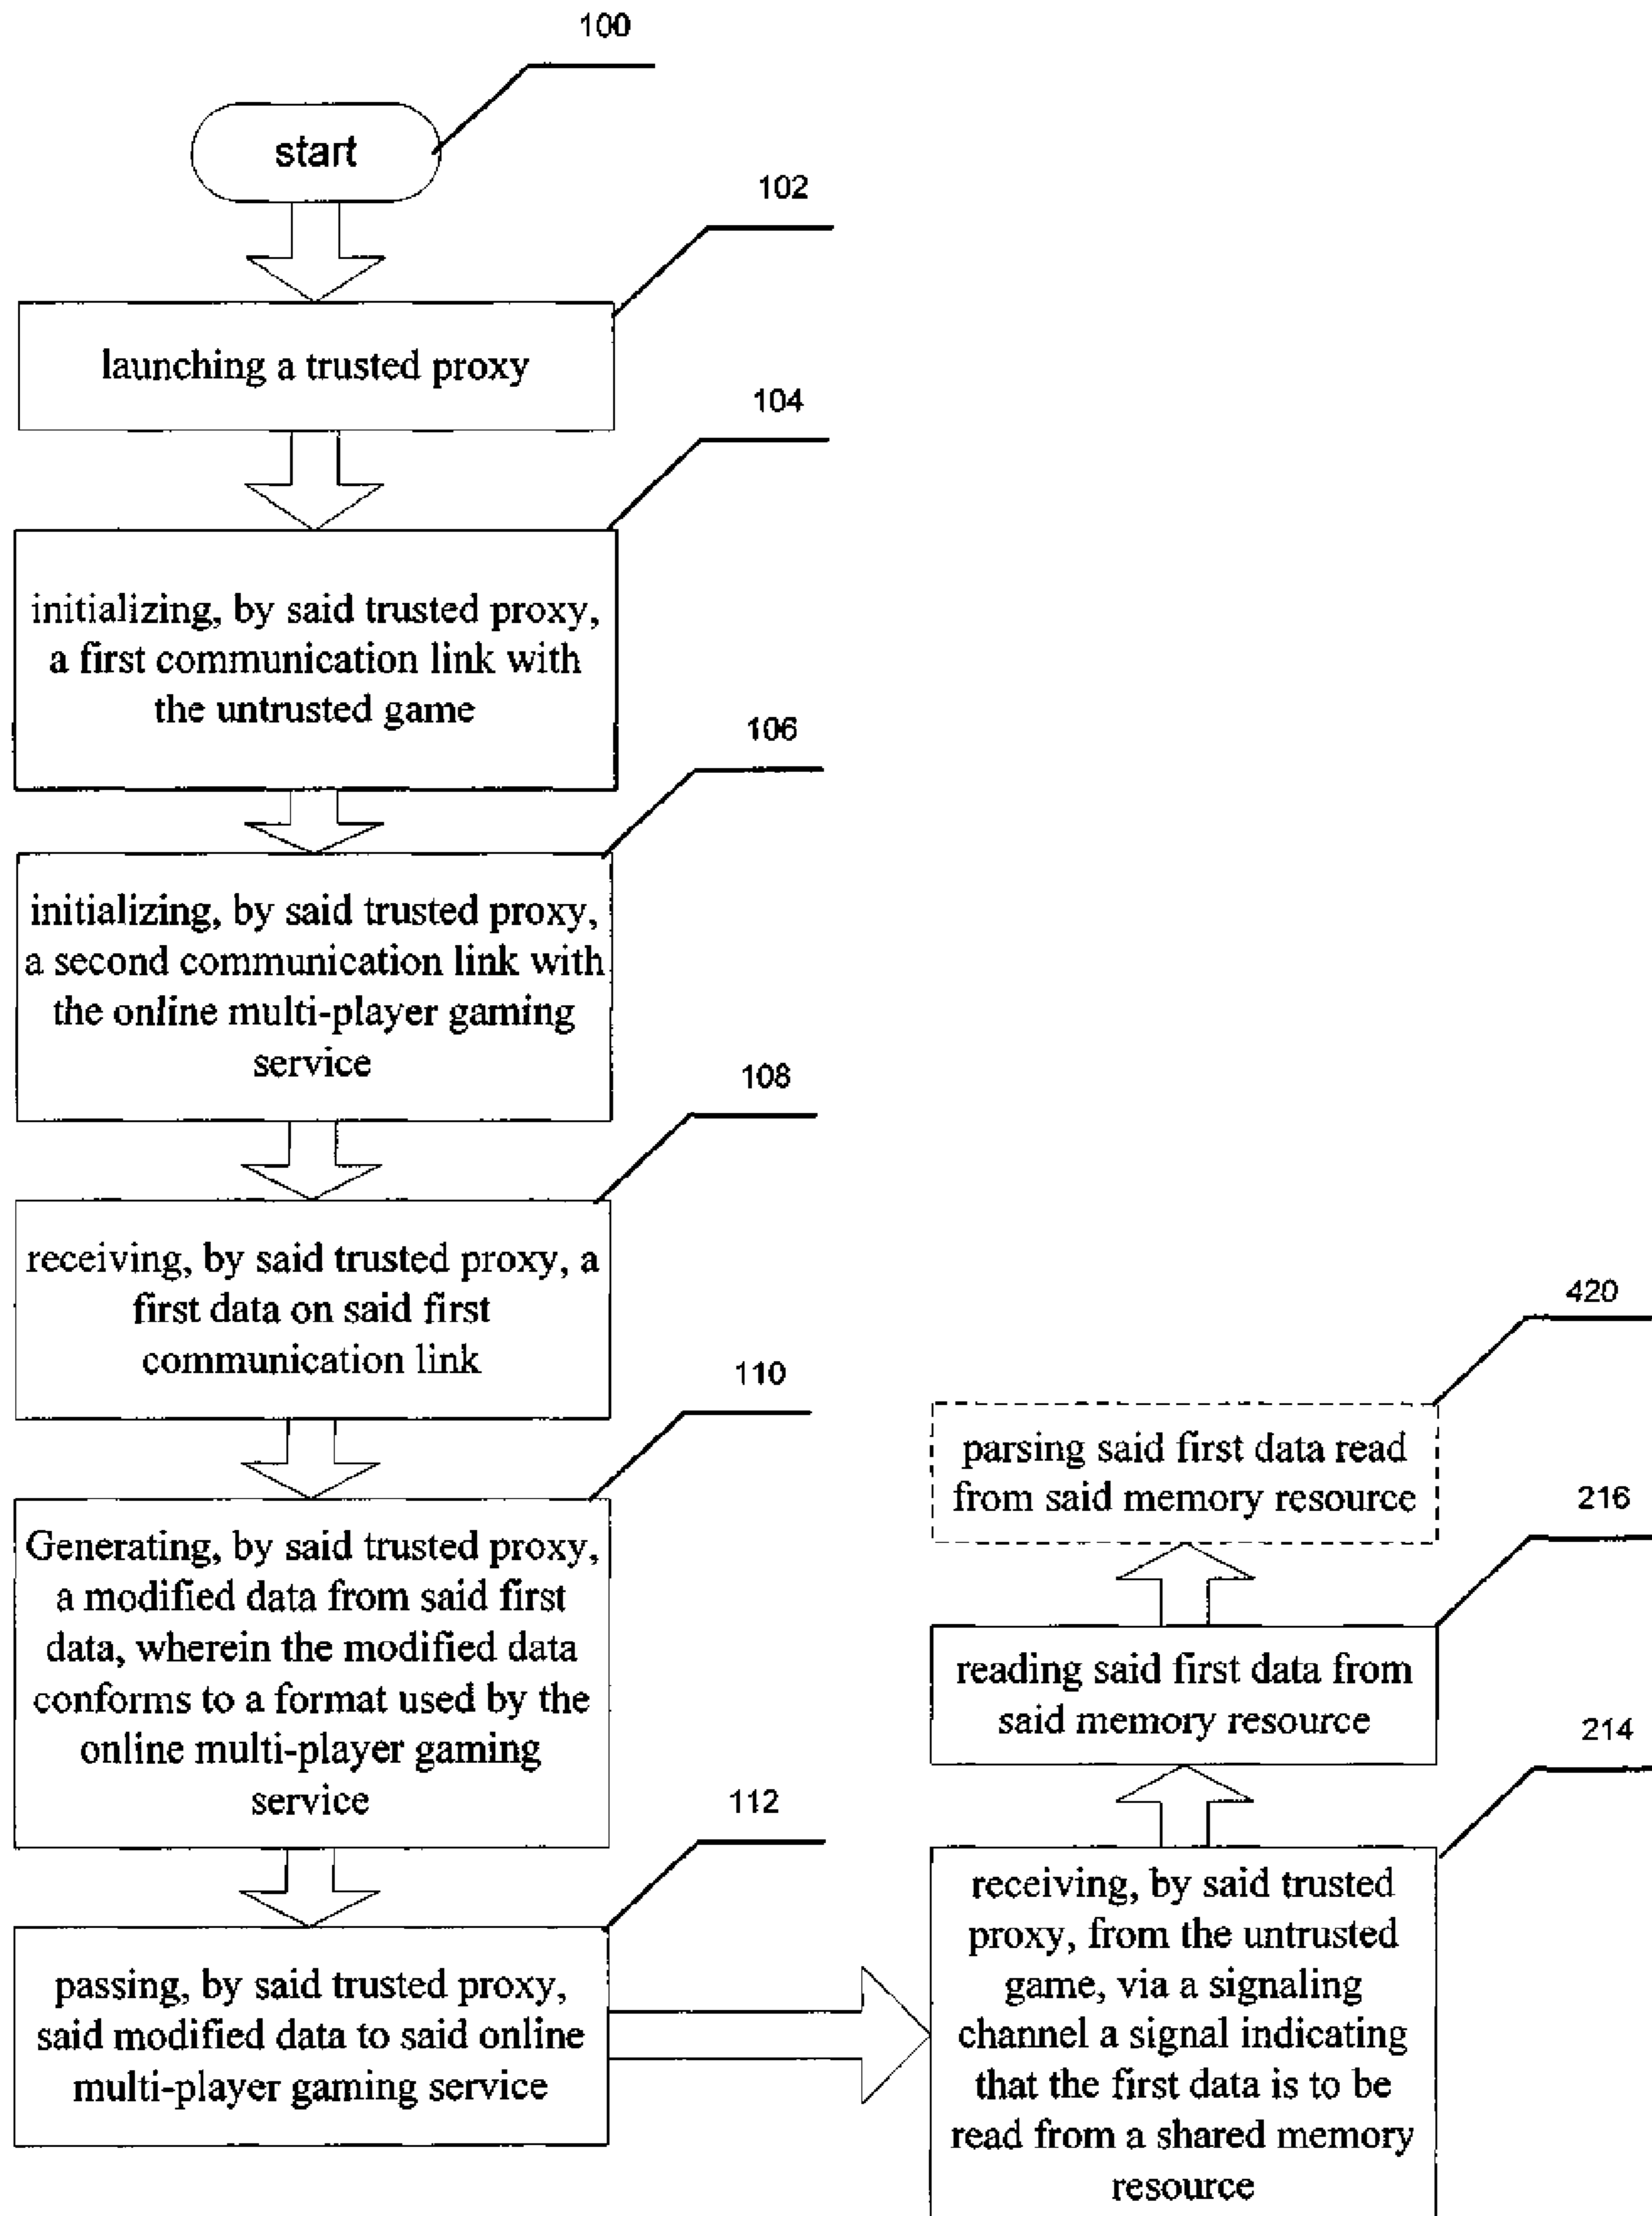 100
start
102
launching a trusted proxy
104
initializing, by said trusted proxy,
a first communication link with
the untrusted game
106
initializing, by said trusted proxy,
a second communication link with
the online multi-player gaming
service
108
receiving, by said trusted proxy, a
first data on said first
communication link
110
Generating, by said trusted proxy,
a modified data from said first
data, wherein the modified data
conforms to a format used by the
online multi-player gaming
service
112
passing, by said trusted proxy,
said modified data to said online
multi-player gaming service
420
parsing said first data read
from said memory resource
216
reading said first data from
said memory resource
214
receiving, by said trusted
proxy, from the untrusted
game, via a signaling
channel a signal indicating
that the first data is to be
read from a shared memory
resource